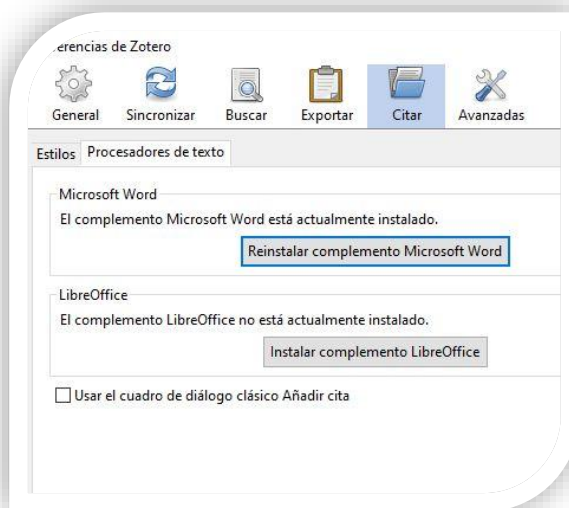 erencias de Zotero
General Sincronizar Buscar Exportar Citar Avanzadas
Estilos Procesadores de texto
Microsoft Word
El complemento Microsoft Word está actualmente instalado.
Reinstalar complemento Microsoft Word
LibreOffice
El complemento LibreOffice no está actualmente instalado.
Instalar complemento LibreOffice
Usar el cuadro de diálogo clásico Añadir cita